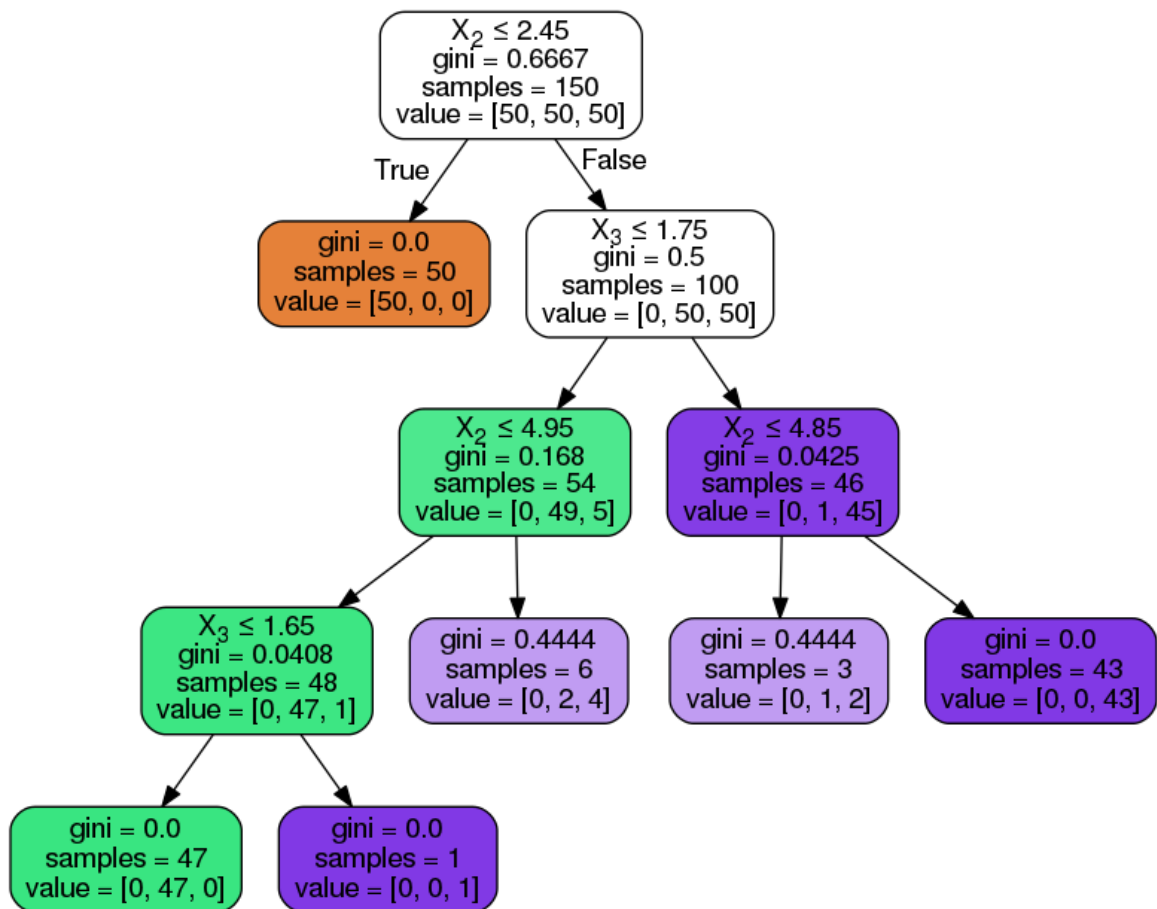 X₂ ≤ 2.45
gini = 0.6667
samples = 150
value = [50, 50, 50]
True
False
gini = 0.0
samples = 50
value = [50, 0, 0]
X₃ ≤ 1.75
gini = 0.5
samples = 100
value = [0, 50, 50]
X₂ ≤ 4.95
gini = 0.168
samples = 54
value = [0, 49, 5]
X₂ ≤ 4.85
gini = 0.0425
samples = 46
value = [0, 1, 45]
X₃ ≤ 1.65
gini = 0.0408
samples = 48
value = [0, 47, 1]
gini = 0.4444
samples = 6
value = [0, 2, 4]
gini = 0.4444
samples = 3
value = [0, 1, 2]
gini = 0.0
samples = 43
value = [0, 0, 43]
gini = 0.0
samples = 47
value = [0, 47, 0]
gini = 0.0
samples = 1
value = [0, 0, 1]